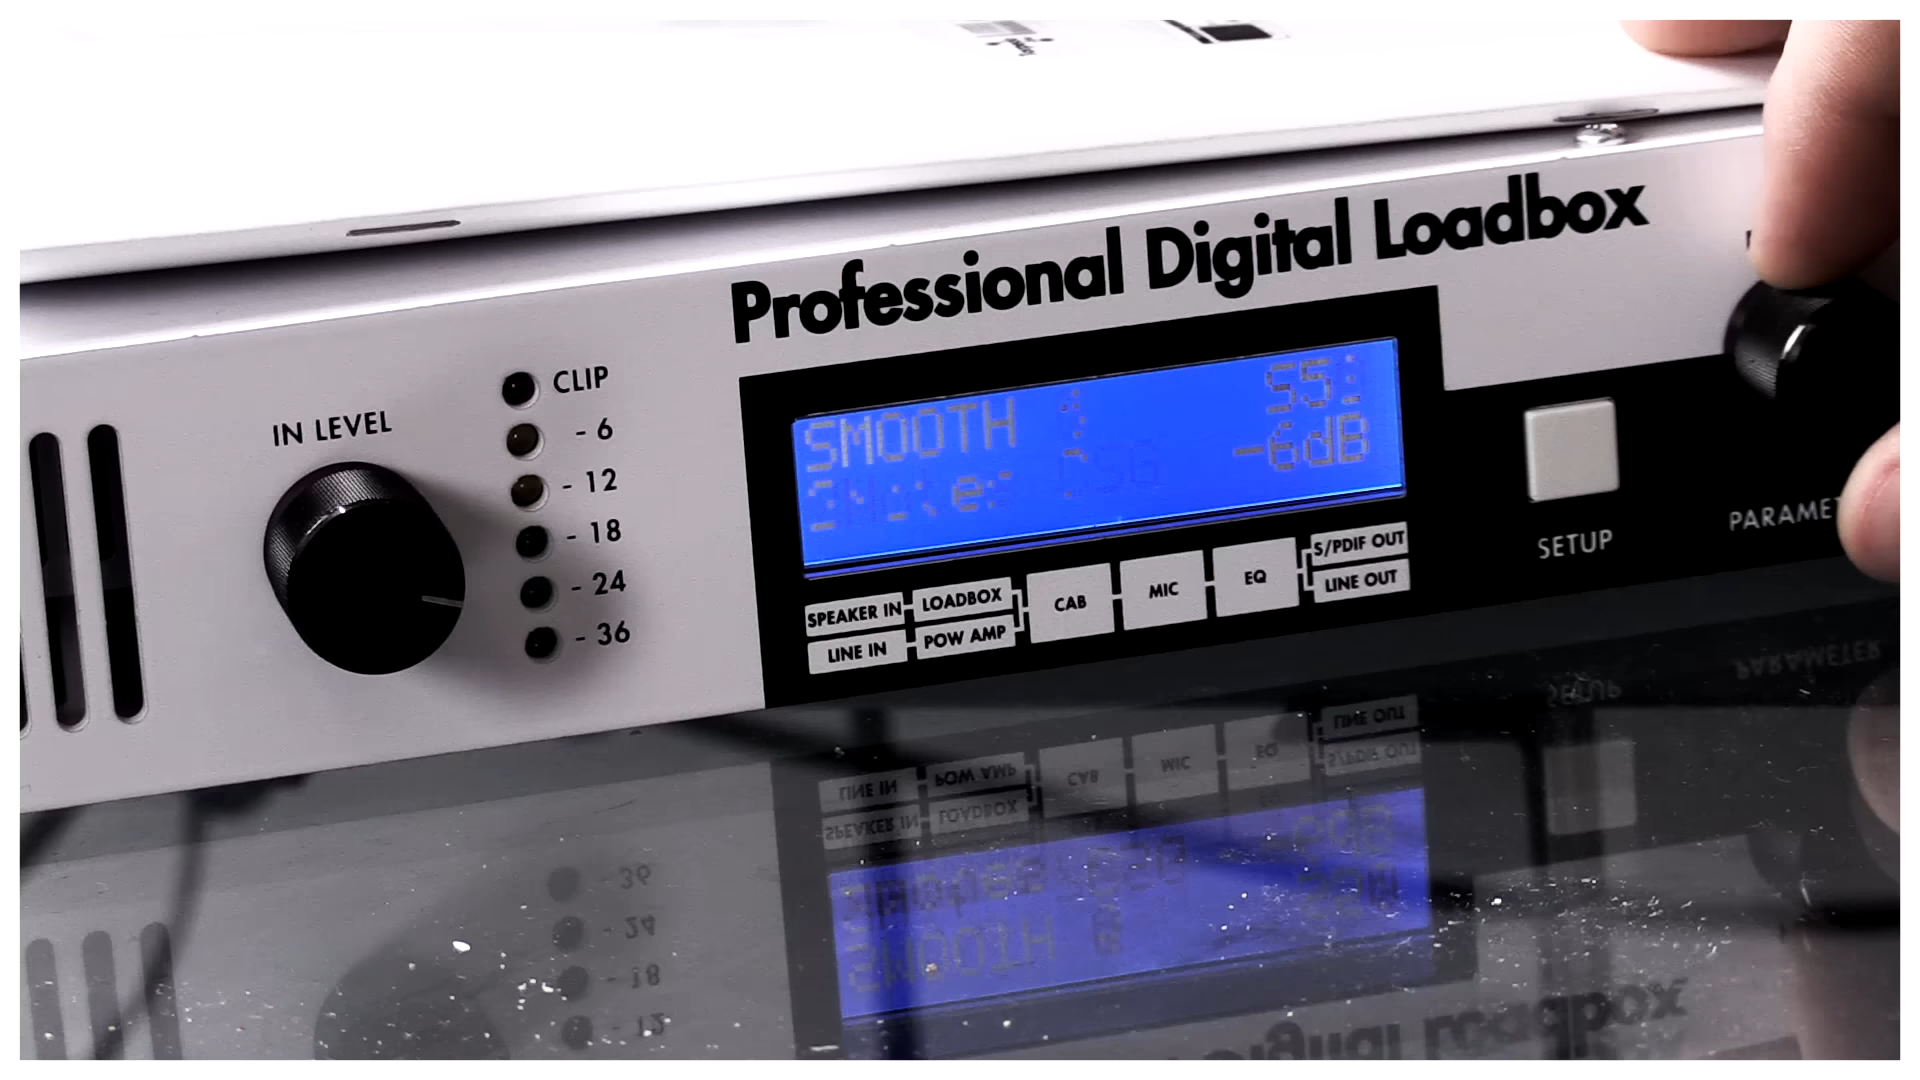 Professional Digital Loadbox
IN LEVEL
CLIP
- 6
- 12
- 18
- 24
- 36
SMOOTH
-6dB
SPEAKER IN
LOADBOX
LINE IN
POW AMP
CAB
MIC
EQ
S/PDIF OUT
LINE OUT
SETUP
PARAMET